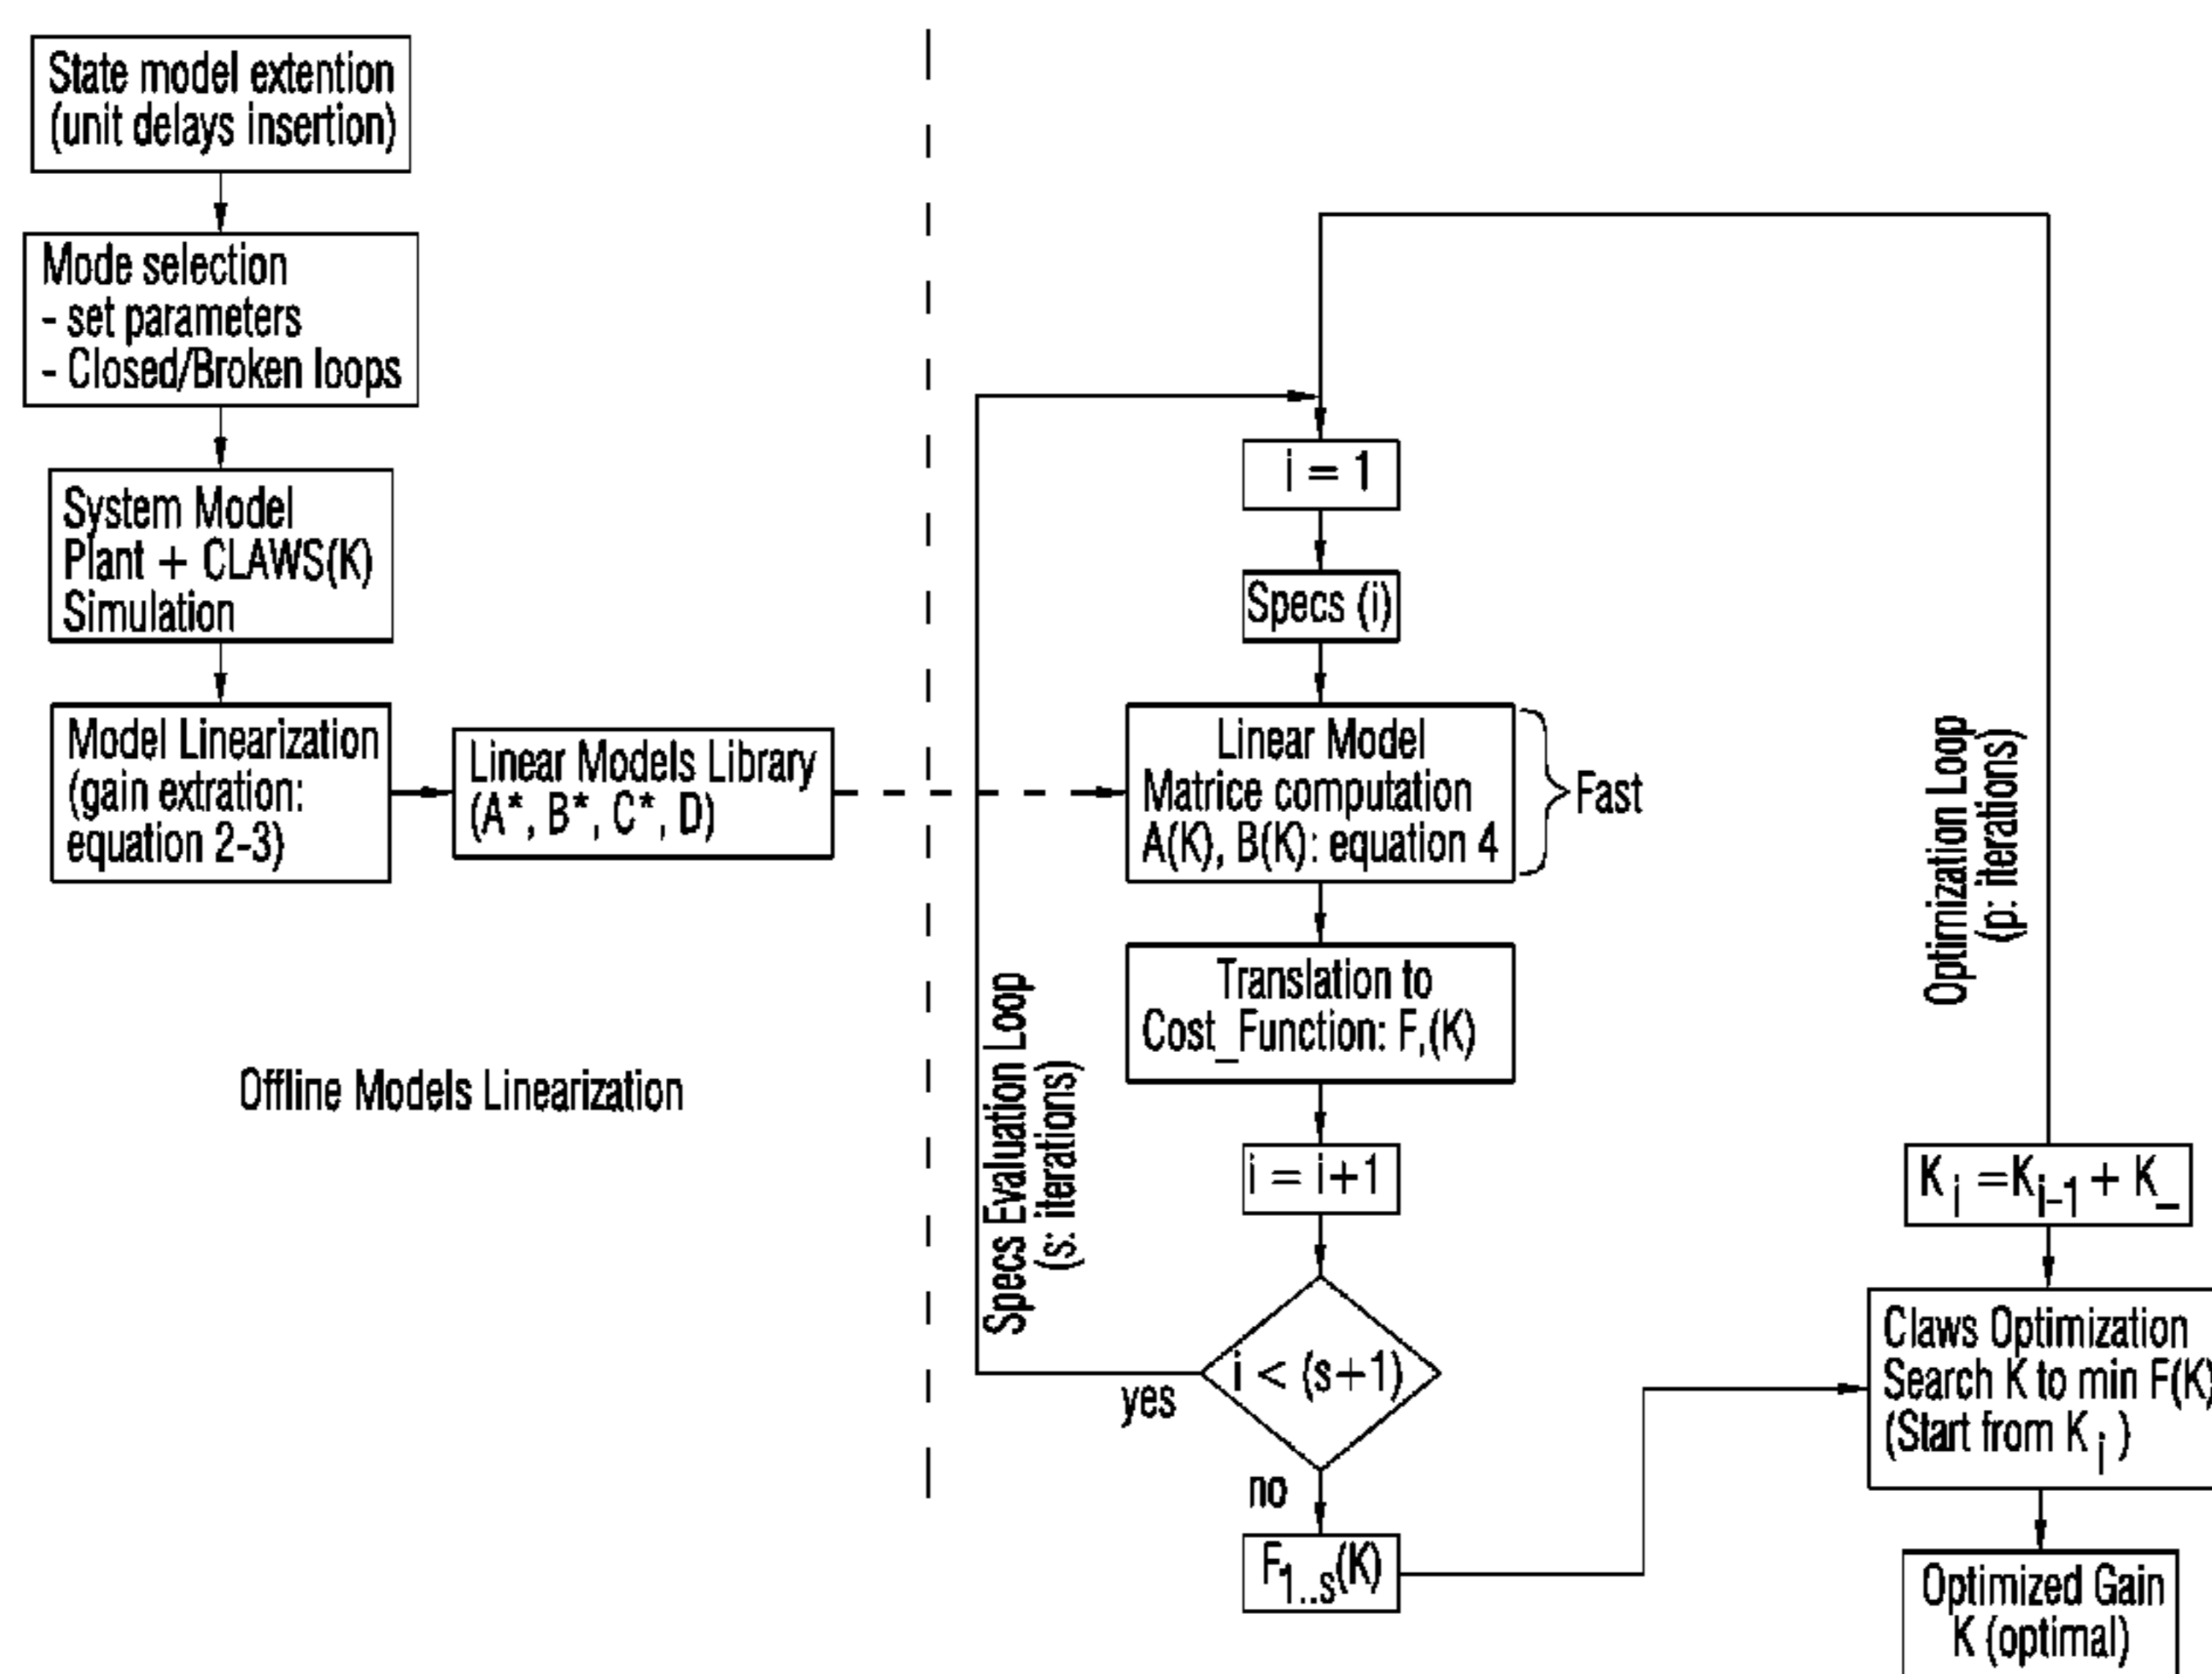 State model extention
(unit delays insertion)
Mode selection
- set parameters
- Closed/Broken loops
System Model
Plant + CLAWS(K)
Simulation
Model Linearization
(gain extration:
equation 2-3)
Linear Models Library
(A*, B*, C*, D)
Offline Models Linearization
i = 1
Specs (i)
Linear Model
Matrice computation
A(K), B(K): equation 4
Fast
Translation to
Cost_Function: F,(K)
i = i+1
i < (s+1)
yes
no
F1..s(K)
Specs Evaluation Loop
(s: iterations)
Optimization Loop
(p: iterations)
Ki =Ki-1 + K_
Claws Optimization
Search K to min F(K)
(Start from Ki )
Optimized Gain
K (optimal)